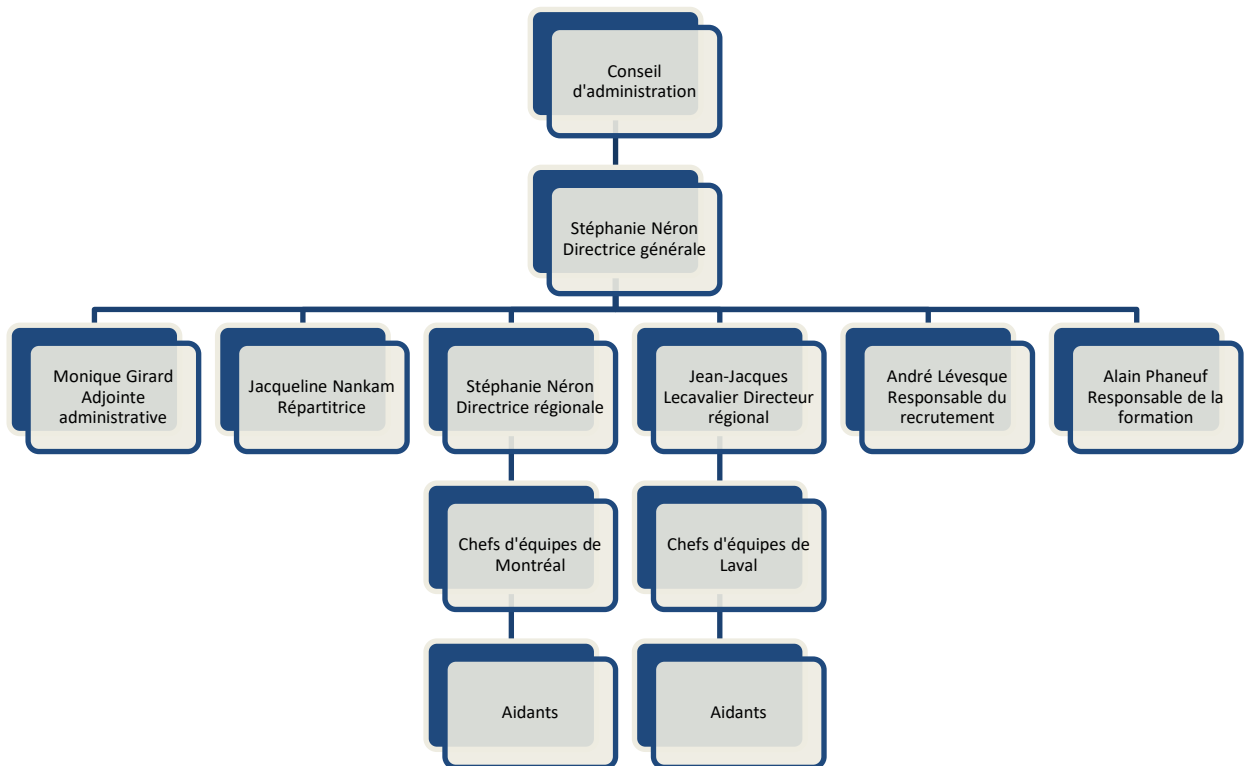 Conseil
d'administration
Stéphanie Néron
Directrice générale
Monique Girard
Adjointe
administrative
Jacqueline Nankam
Répartitrice
Stéphanie Néron
Directrice régionale
Jean-Jacques
Lecavalier Directeur
régional
André Lévesque
Responsable du
recrutement
Alain Phaneuf
Responsable de la
formation
Chefs d'équipes de
Montréal
Chefs d'équipes de
Laval
Aidants
Aidants